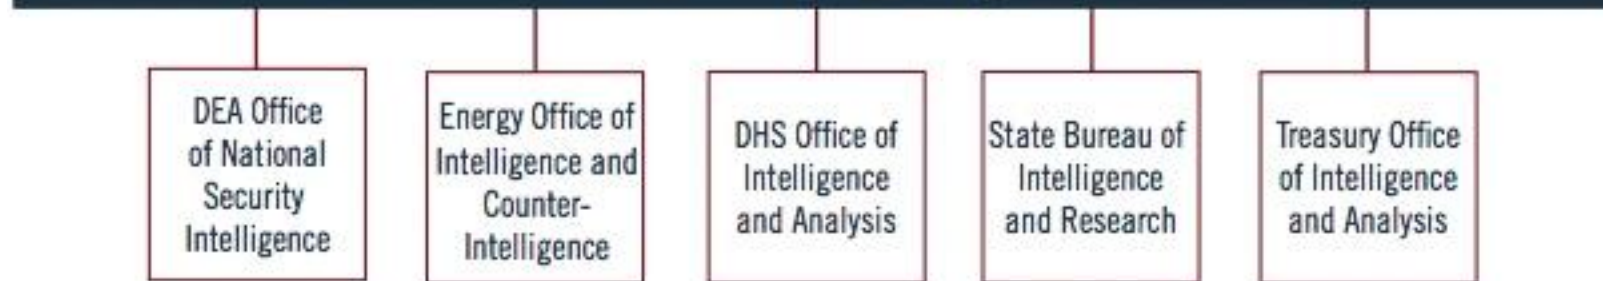 DEA Office
of National
Security
Intelligence
Energy Office of
Intelligence and
Counter-
Intelligence
DHS Office of
Intelligence
and Analysis
State Bureau of
Intelligence
and Research
Treasury Office
of Intelligence
and Analysis